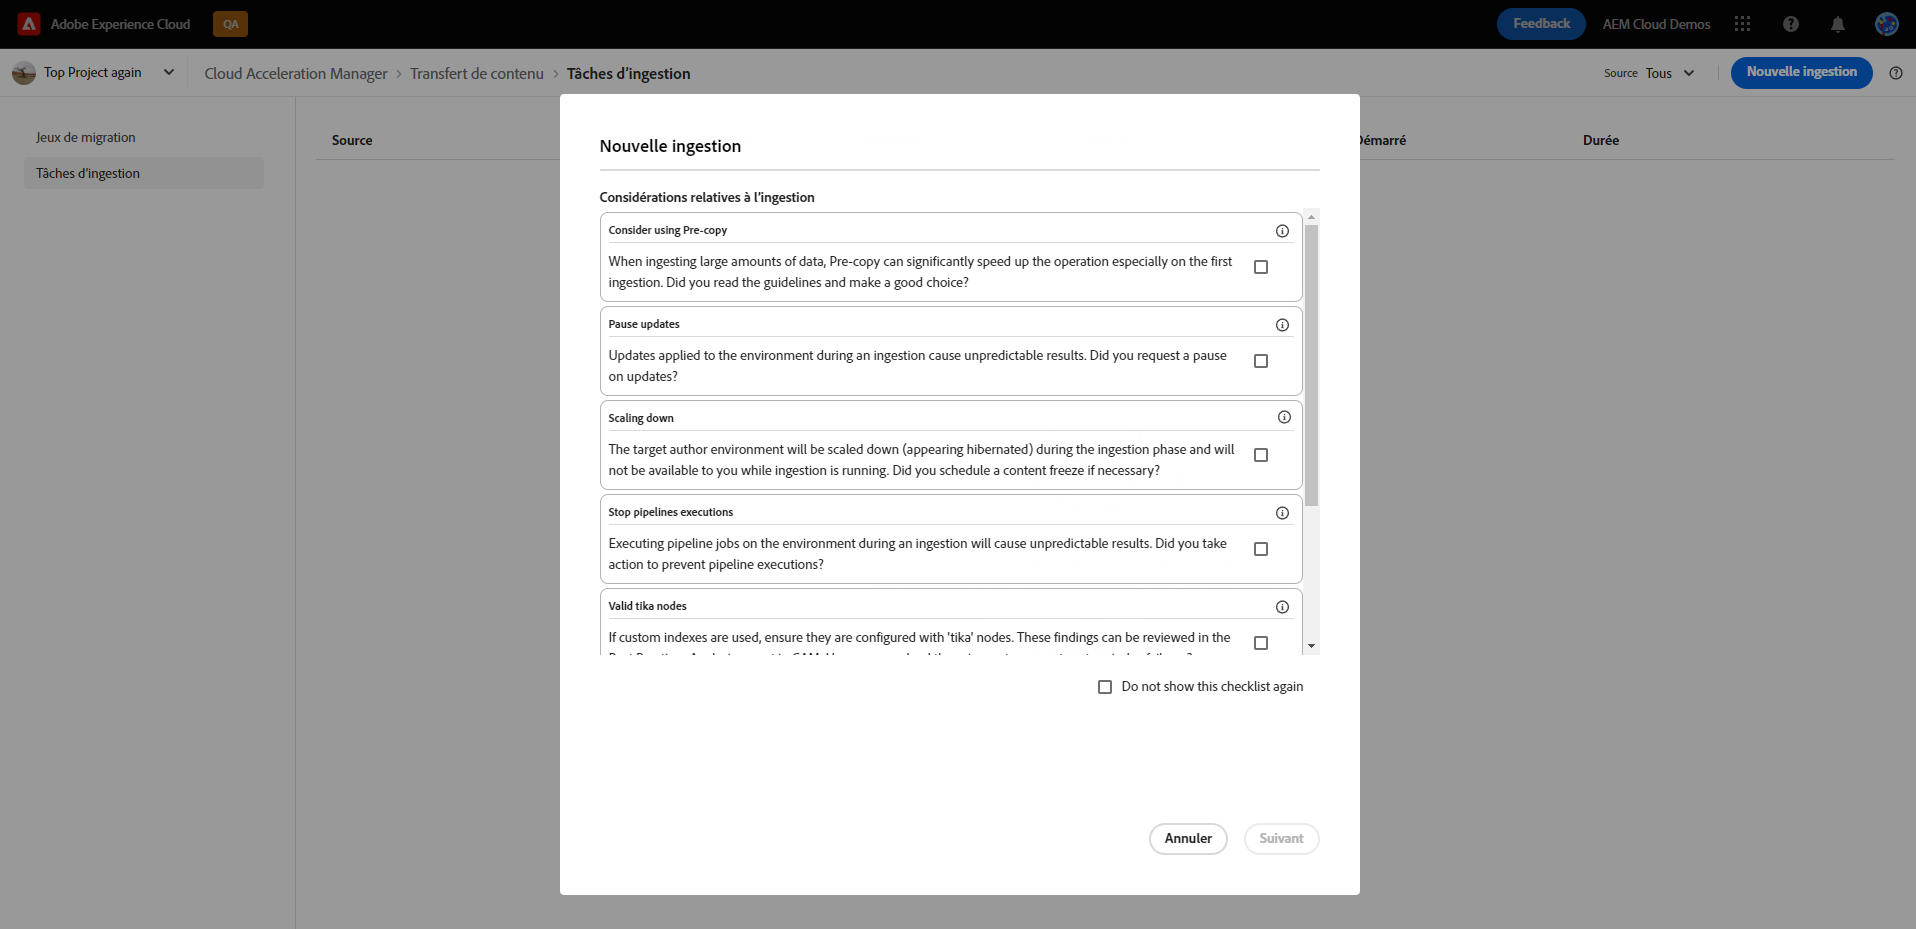 Adobe Experience Cloud QA Feedback AEM Cloud Demos
Top Project again Cloud Acceleration Manager > Transfert de contenu > Tâches d’ingestion Source Tous Nouvelle ingestion
Jeux de migration
Tâches d’ingestion
Source Démarré Durée
Nouvelle ingestion
Considérations relatives à l’ingestion
Consider using Pre-copy
When ingesting large amounts of data, Pre-copy can significantly speed up the operation especially on the first
ingestion. Did you read the guidelines and make a good choice?
Pause updates
Updates applied to the environment during an ingestion cause unpredictable results. Did you request a pause
on updates?
Scaling down
The target author environment will be scaled down (appearing hibernated) during the ingestion phase and will
not be available to you while ingestion is running. Did you schedule a content freeze if necessary?
Stop pipelines executions
Executing pipeline jobs on the environment during an ingestion will cause unpredictable results. Did you take
action to prevent pipeline executions?
Valid tika nodes
If custom indexes are used, ensure they are configured with 'tika' nodes. These findings can be reviewed in the
Do not show this checklist again
Annuler Suivant